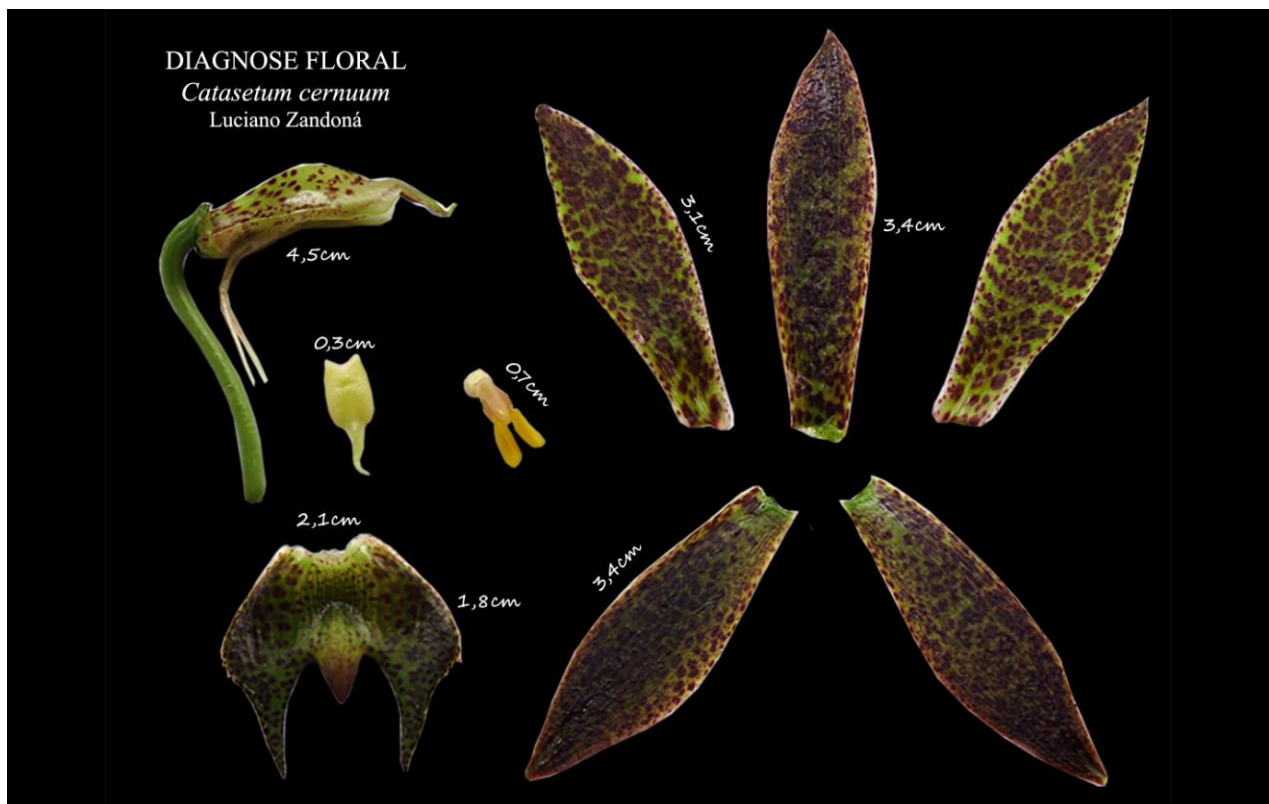 DIAGNOSE FLORAL
Catasetum cernuum
Luciano Zandoná
4,5cm
3,1cm
3,4cm
0,3cm
0,7cm
2,1cm
1,8cm
3,4cm